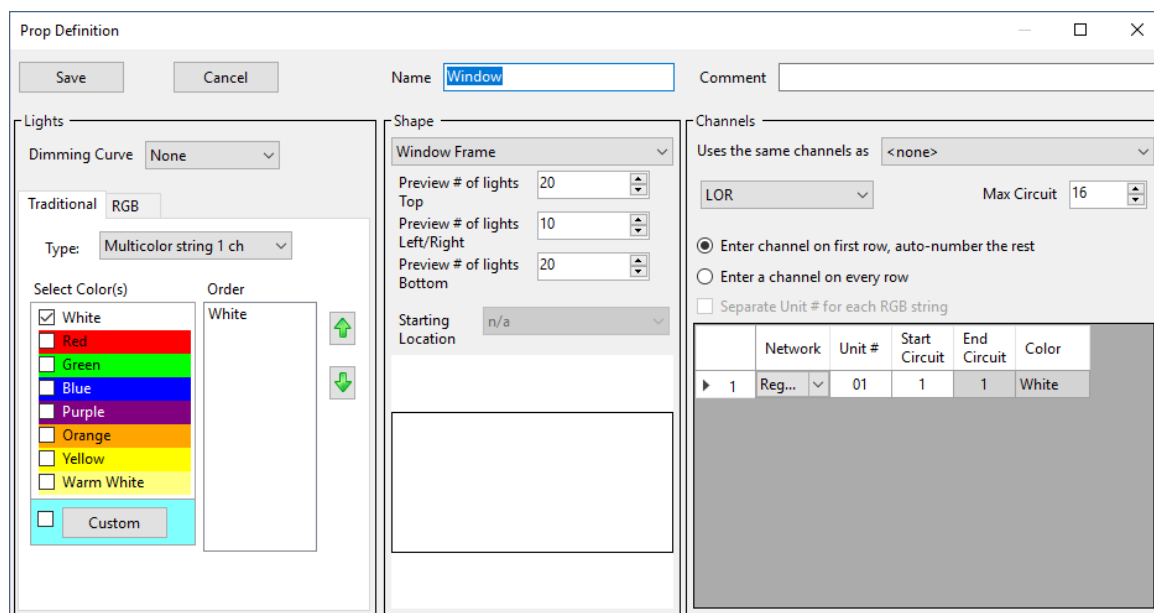 Prop Definition
Save
Cancel
Name
Window
Comment
Lights
Dimming Curve
None
Traditional
RGB
Type:
Multicolor string 1 ch
Select Color(s)
Order
White
Red
Green
Blue
Purple
Orange
Yellow
Warm White
Custom
White
Shape
Window Frame
Preview # of lights
Top
20
Preview # of lights
Left/Right
10
Preview # of lights
Bottom
20
Starting
Location
n/a
Channels
Uses the same channels as
<none>
LOR
Max Circuit
16
Enter channel on first row, auto-number the rest
Enter a channel on every row
Separate Unit # for each RGB string
Network Unit # Start Circuit End Circuit Color
1 Reg... 01 1 1 White